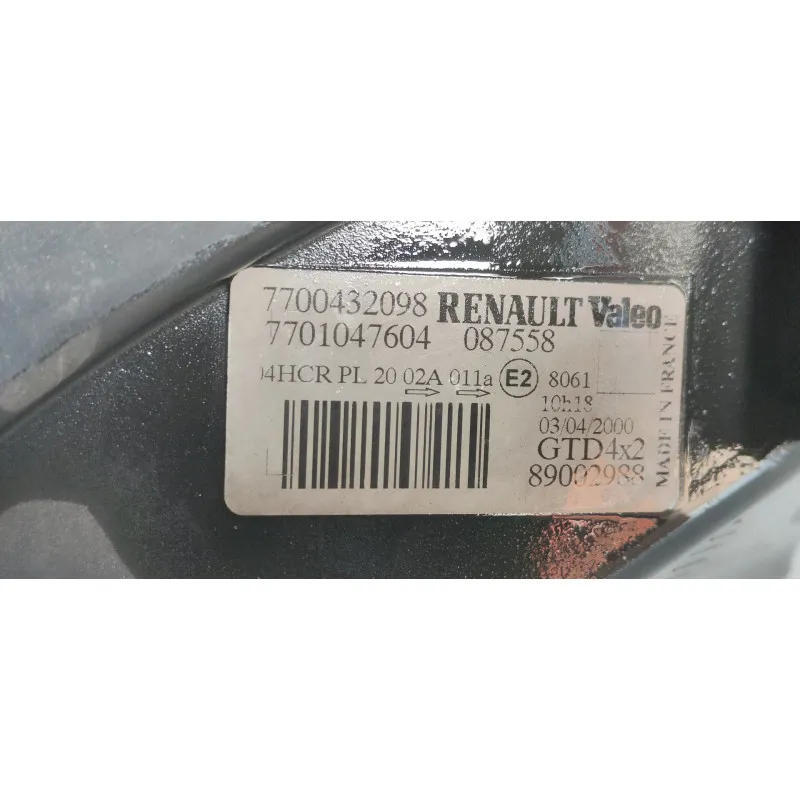 7700432098 RENAULT Valeo
7701047604 087558
04HCR PL 20 02A 011a E2 8061
10h18
03/04/2000
GTD4x2
89002988
MADE IN FRANCE